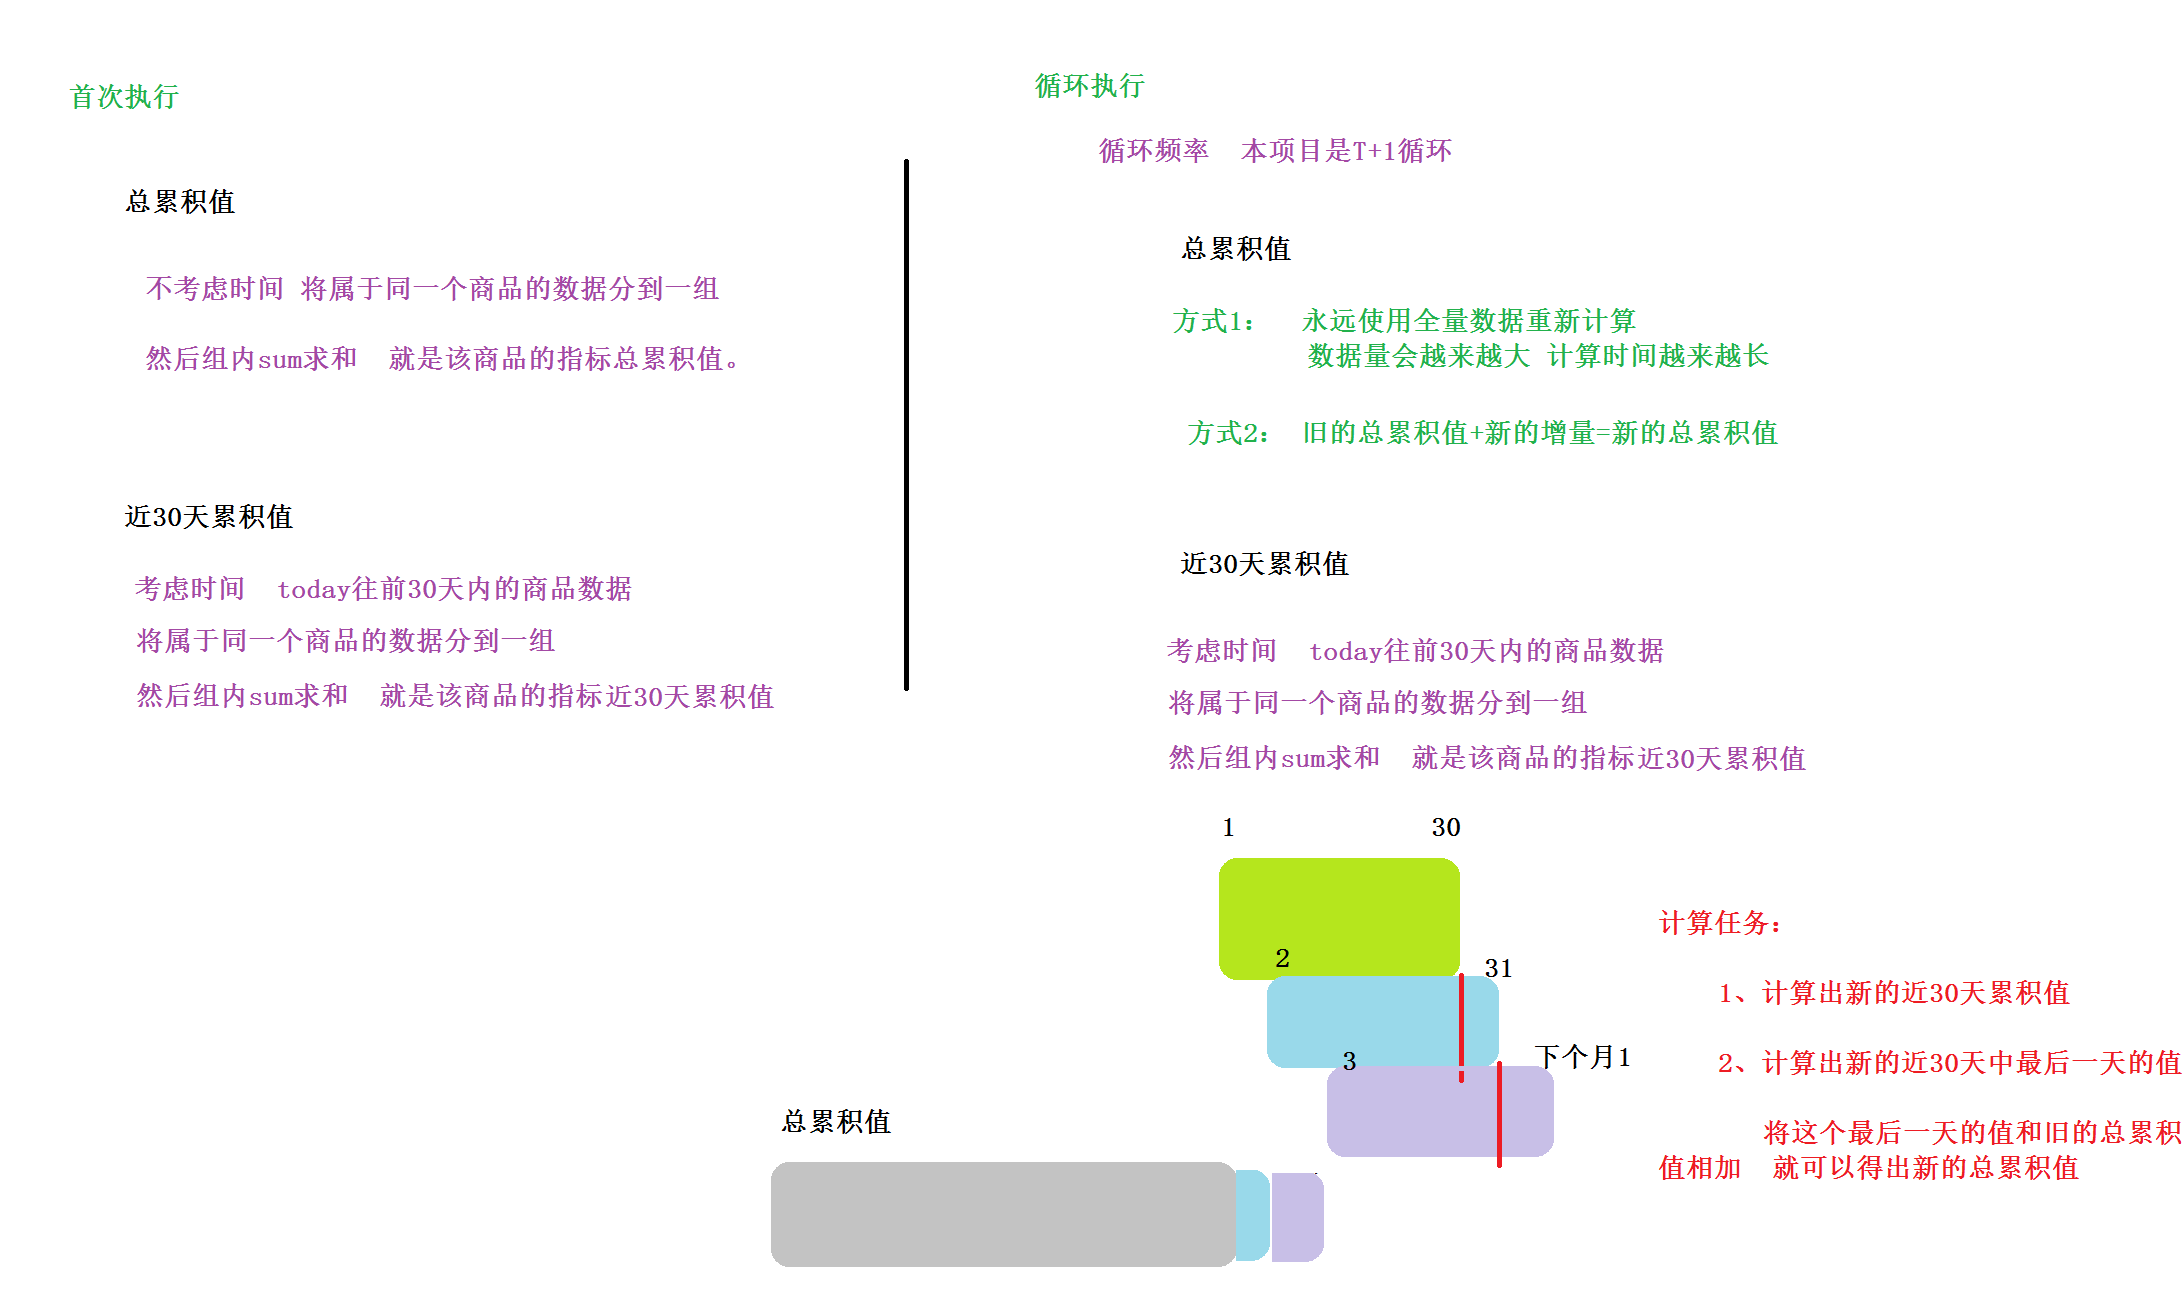 首次执行
总累积值
不考虑时间 将属于同一个商品的数据分到一组
然后组内sum求和 就是该商品的指标总累积值。
近30天累积值
考虑时间 today往前30天内的商品数据
将属于同一个商品的数据分到一组
然后组内sum求和 就是该商品的指标近30天累积值
循环执行
循环频率 本项目是T+1循环
总累积值
方式1： 永远使用全量数据重新计算
数据量会越来越大 计算时间越来越长
方式2： 旧的总累积值+新的增量=新的总累积值
近30天累积值
考虑时间 today往前30天内的商品数据
将属于同一个商品的数据分到一组
然后组内sum求和 就是该商品的指标近30天累积值
1 30
2 31
3 下个月1
总累积值
计算任务：
1、计算出新的近30天累积值
2、计算出新的近30天中最后一天的值
将这个最后一天的值和旧的总累积
值相加 就可以得出新的总累积值